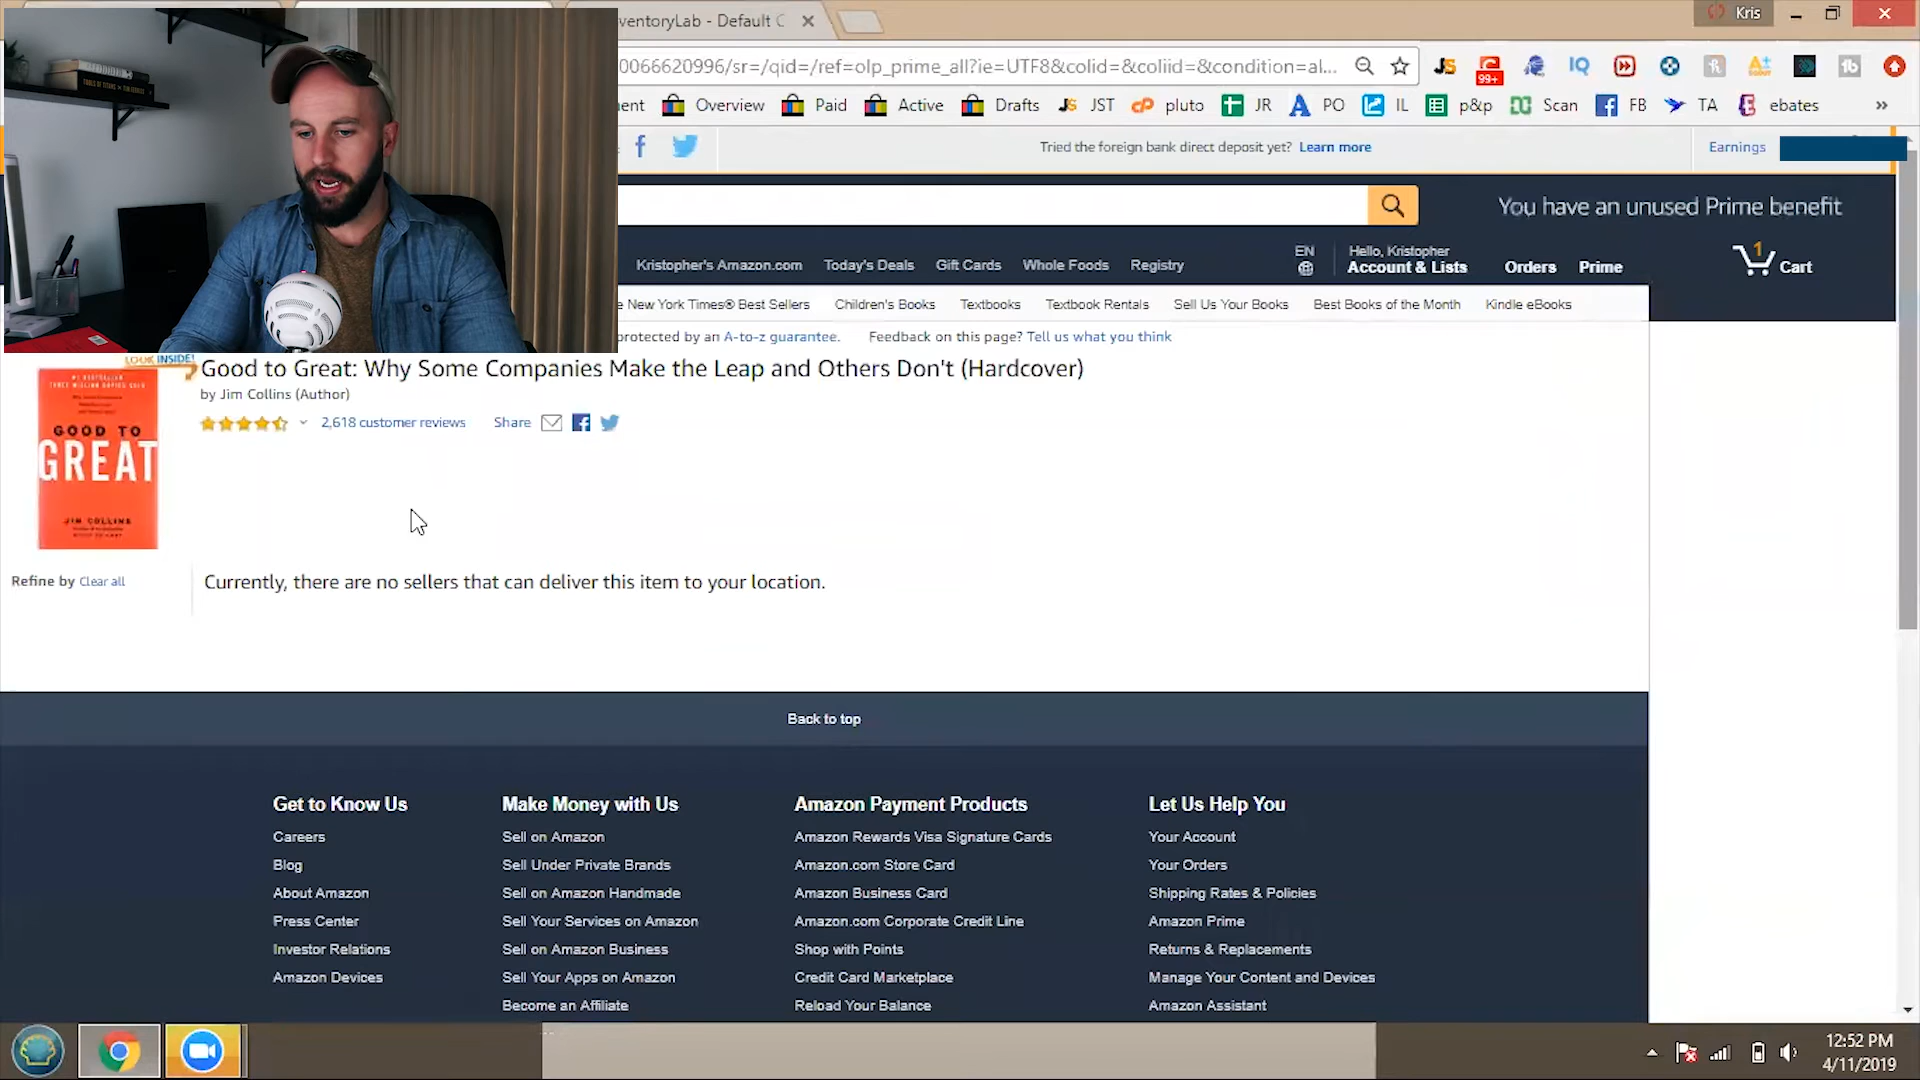 ventoryLab - Default C
Kris
0066620996/sr=/qid=/ref=olp_prime_all?ie=UTF8&colid=&coliid=&condition=al...
JS
99+
IQ
Overview
Paid
Active
Drafts
JST
pluto
JR
PO
IL
p&p
Scan
FB
TA
ebates
»
Tried the foreign bank direct deposit yet? Learn more
Earnings
You have an unused Prime benefit
Kristopher's Amazon.com
Today's Deals
Gift Cards
Whole Foods
Registry
EN
Hello, Kristopher
Account & Lists
Orders
Prime
1
Cart
e New York Times® Best Sellers
Children's Books
Textbooks
Textbook Rentals
Sell Us Your Books
Best Books of the Month
Kindle eBooks
protected by an A-to-z guarantee.
Feedback on this page? Tell us what you think
LOOK INSIDE!
Good to Great: Why Some Companies Make the Leap and Others Don't (Hardcover)
by Jim Collins (Author)
2,618 customer reviews
Share
GOOD TO
GREAT
JIM COLLINS
Refine by Clear all
Currently, there are no sellers that can deliver this item to your location.
Back to top
Get to Know Us
Careers
Blog
About Amazon
Press Center
Investor Relations
Amazon Devices
Make Money with Us
Sell on Amazon
Sell Under Private Brands
Sell on Amazon Handmade
Sell Your Services on Amazon
Sell on Amazon Business
Sell Your Apps on Amazon
Become an Affiliate
Amazon Payment Products
Amazon Rewards Visa Signature Cards
Amazon.com Store Card
Amazon Business Card
Amazon.com Corporate Credit Line
Shop with Points
Credit Card Marketplace
Reload Your Balance
Let Us Help You
Your Account
Your Orders
Shipping Rates & Policies
Amazon Prime
Returns & Replacements
Manage Your Content and Devices
Amazon Assistant
12:52 PM
4/11/2019